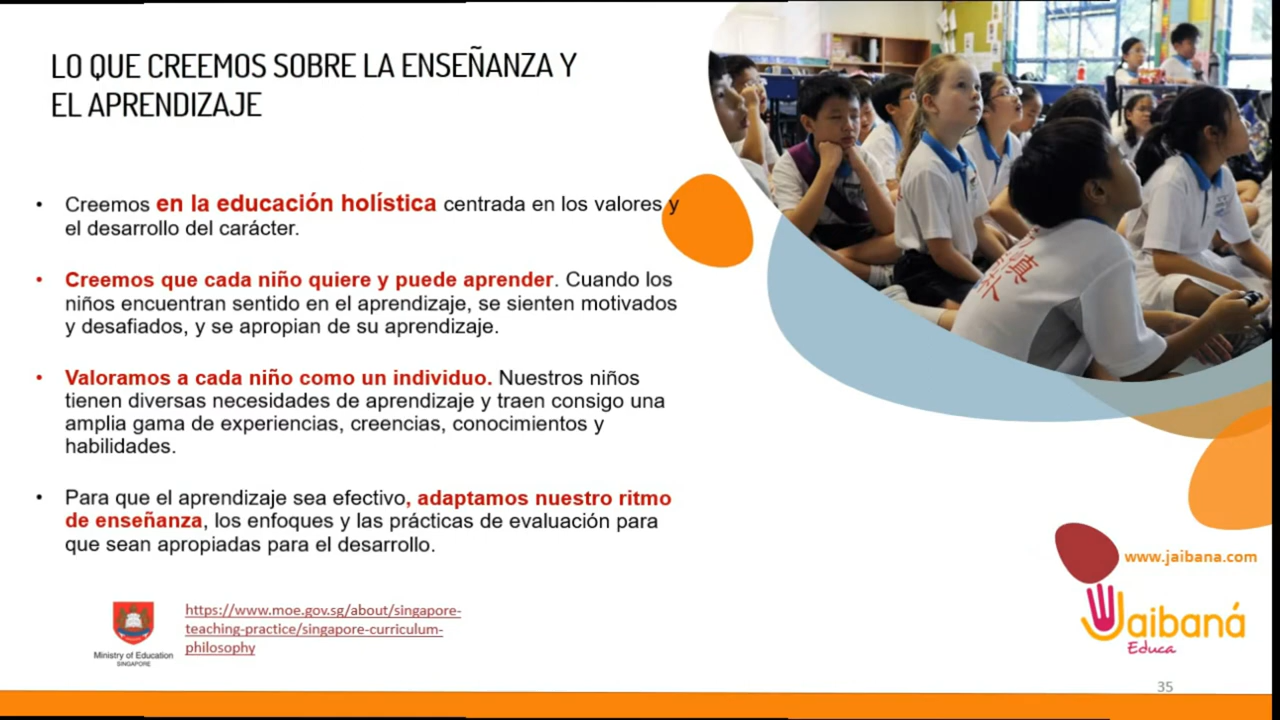 LO QUE CREEMOS SOBRE LA ENSEÑANZA Y
EL APRENDIZAJE
• Creemos en la educación holística centrada en los valores y
el desarrollo del carácter.
• Creemos que cada niño quiere y puede aprender. Cuando los
niños encuentran sentido en el aprendizaje, se sienten motivados
y desafiados, y se apropian de su aprendizaje.
• Valoramos a cada niño como un individuo. Nuestros niños
tienen diversas necesidades de aprendizaje y traen consigo una
amplia gama de experiencias, creencias, conocimientos y
habilidades.
• Para que el aprendizaje sea efectivo, adaptamos nuestro ritmo
de enseñanza, los enfoques y las prácticas de evaluación para
que sean apropiadas para el desarrollo.
Ministry of Education
SINGAPORE
https://www.moe.gov.sg/about/singapore-
teaching-practice/singapore-curriculum-
philosophy
www.jaibana.com
Jaibaná
Educa
35